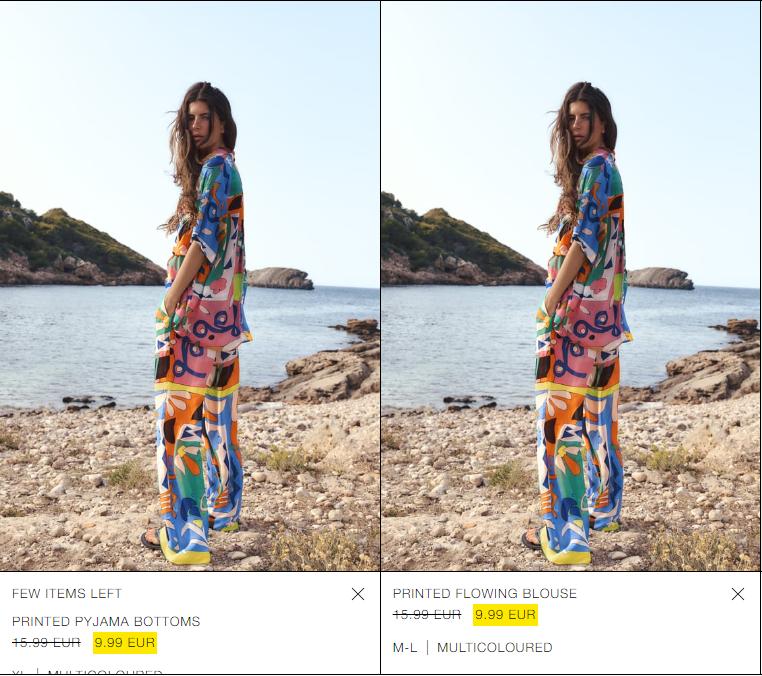 FEW ITEMS LEFT
PRINTED PYJAMA BOTTOMS
15.99 EUR 9.99 EUR
XL | MULTICOLOURED
PRINTED FLOWING BLOUSE
15.99 EUR 9.99 EUR
M-L | MULTICOLOURED